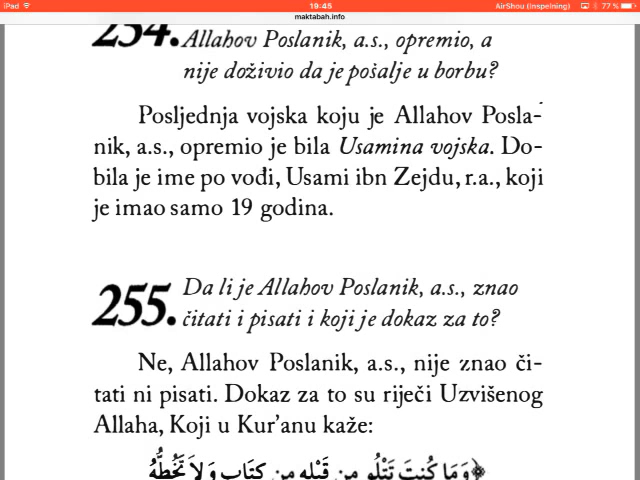 iPad 19:45 AirShou (Inspelning) 77 %
maktabah.info
254. Allahov Poslanik, a.s., opremio, a
nije doživio da je pošalje u borbu?
Posljednja vojska koju je Allahov Posla-
nik, a.s., opremio je bila Usamina vojska. Do-
bila je ime po vođi, Usami ibn Zejdu, r.a., koji
je imao samo 19 godina.
255. Da li je Allahov Poslanik, a.s., znao
čitati i pisati i koji je dokaz za to?
Ne, Allahov Poslanik, a.s., nije znao či-
tati ni pisati. Dokaz za to su riječi Uzvišenog
Allaha, Koji u Kur'anu kaže:
﴿وَمَا كُنتَ تَتْلُو مِن قَبْلِهِ مِن كِتَابٍ وَلَا تَخُطُّهُ